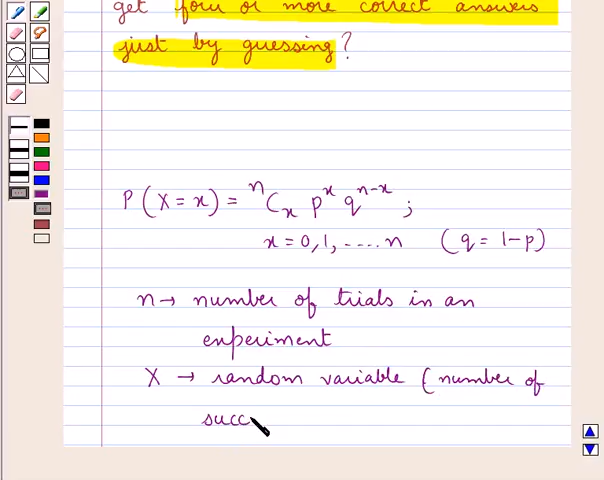 get four or more correct answers
just by guessing?
P(X=x) = ⁿCₓ pˣ qⁿ⁻ˣ ;
x = 0, 1, ..... n (q = 1-p)
n → number of trials in an
experiment
X → random variable (number of
succ